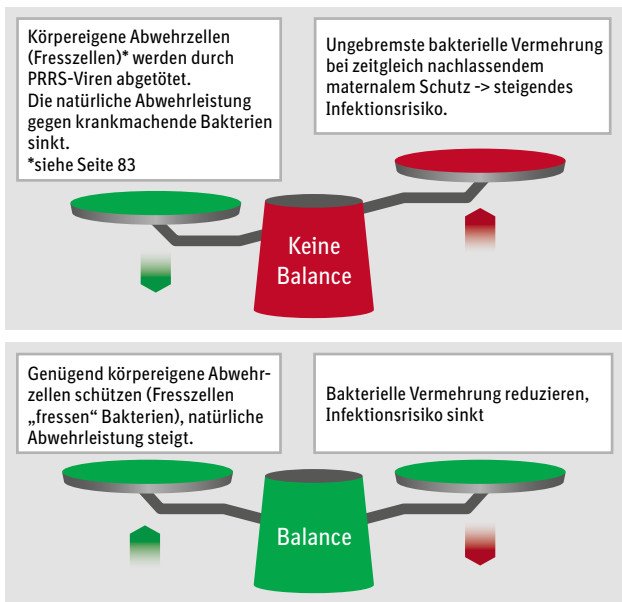 Körpereigene Abwehrzellen
(Fresszellen)* werden durch
PRRS-Viren abgetötet.
Die natürliche Abwehrleistung
gegen krankmachende Bakterien
sinkt.
*siehe Seite 83
Ungebremste bakterielle Vermehrung
bei zeitgleich nachlassendem
maternalem Schutz -> steigendes
Infektionsrisiko.
Keine
Balance
Genügend körpereigene Abwehr-
zellen schützen (Fresszellen
„fressen“ Bakterien), natürliche
Abwehrleistung steigt.
Bakterielle Vermehrung reduzieren,
Infektionsrisiko sinkt
Balance